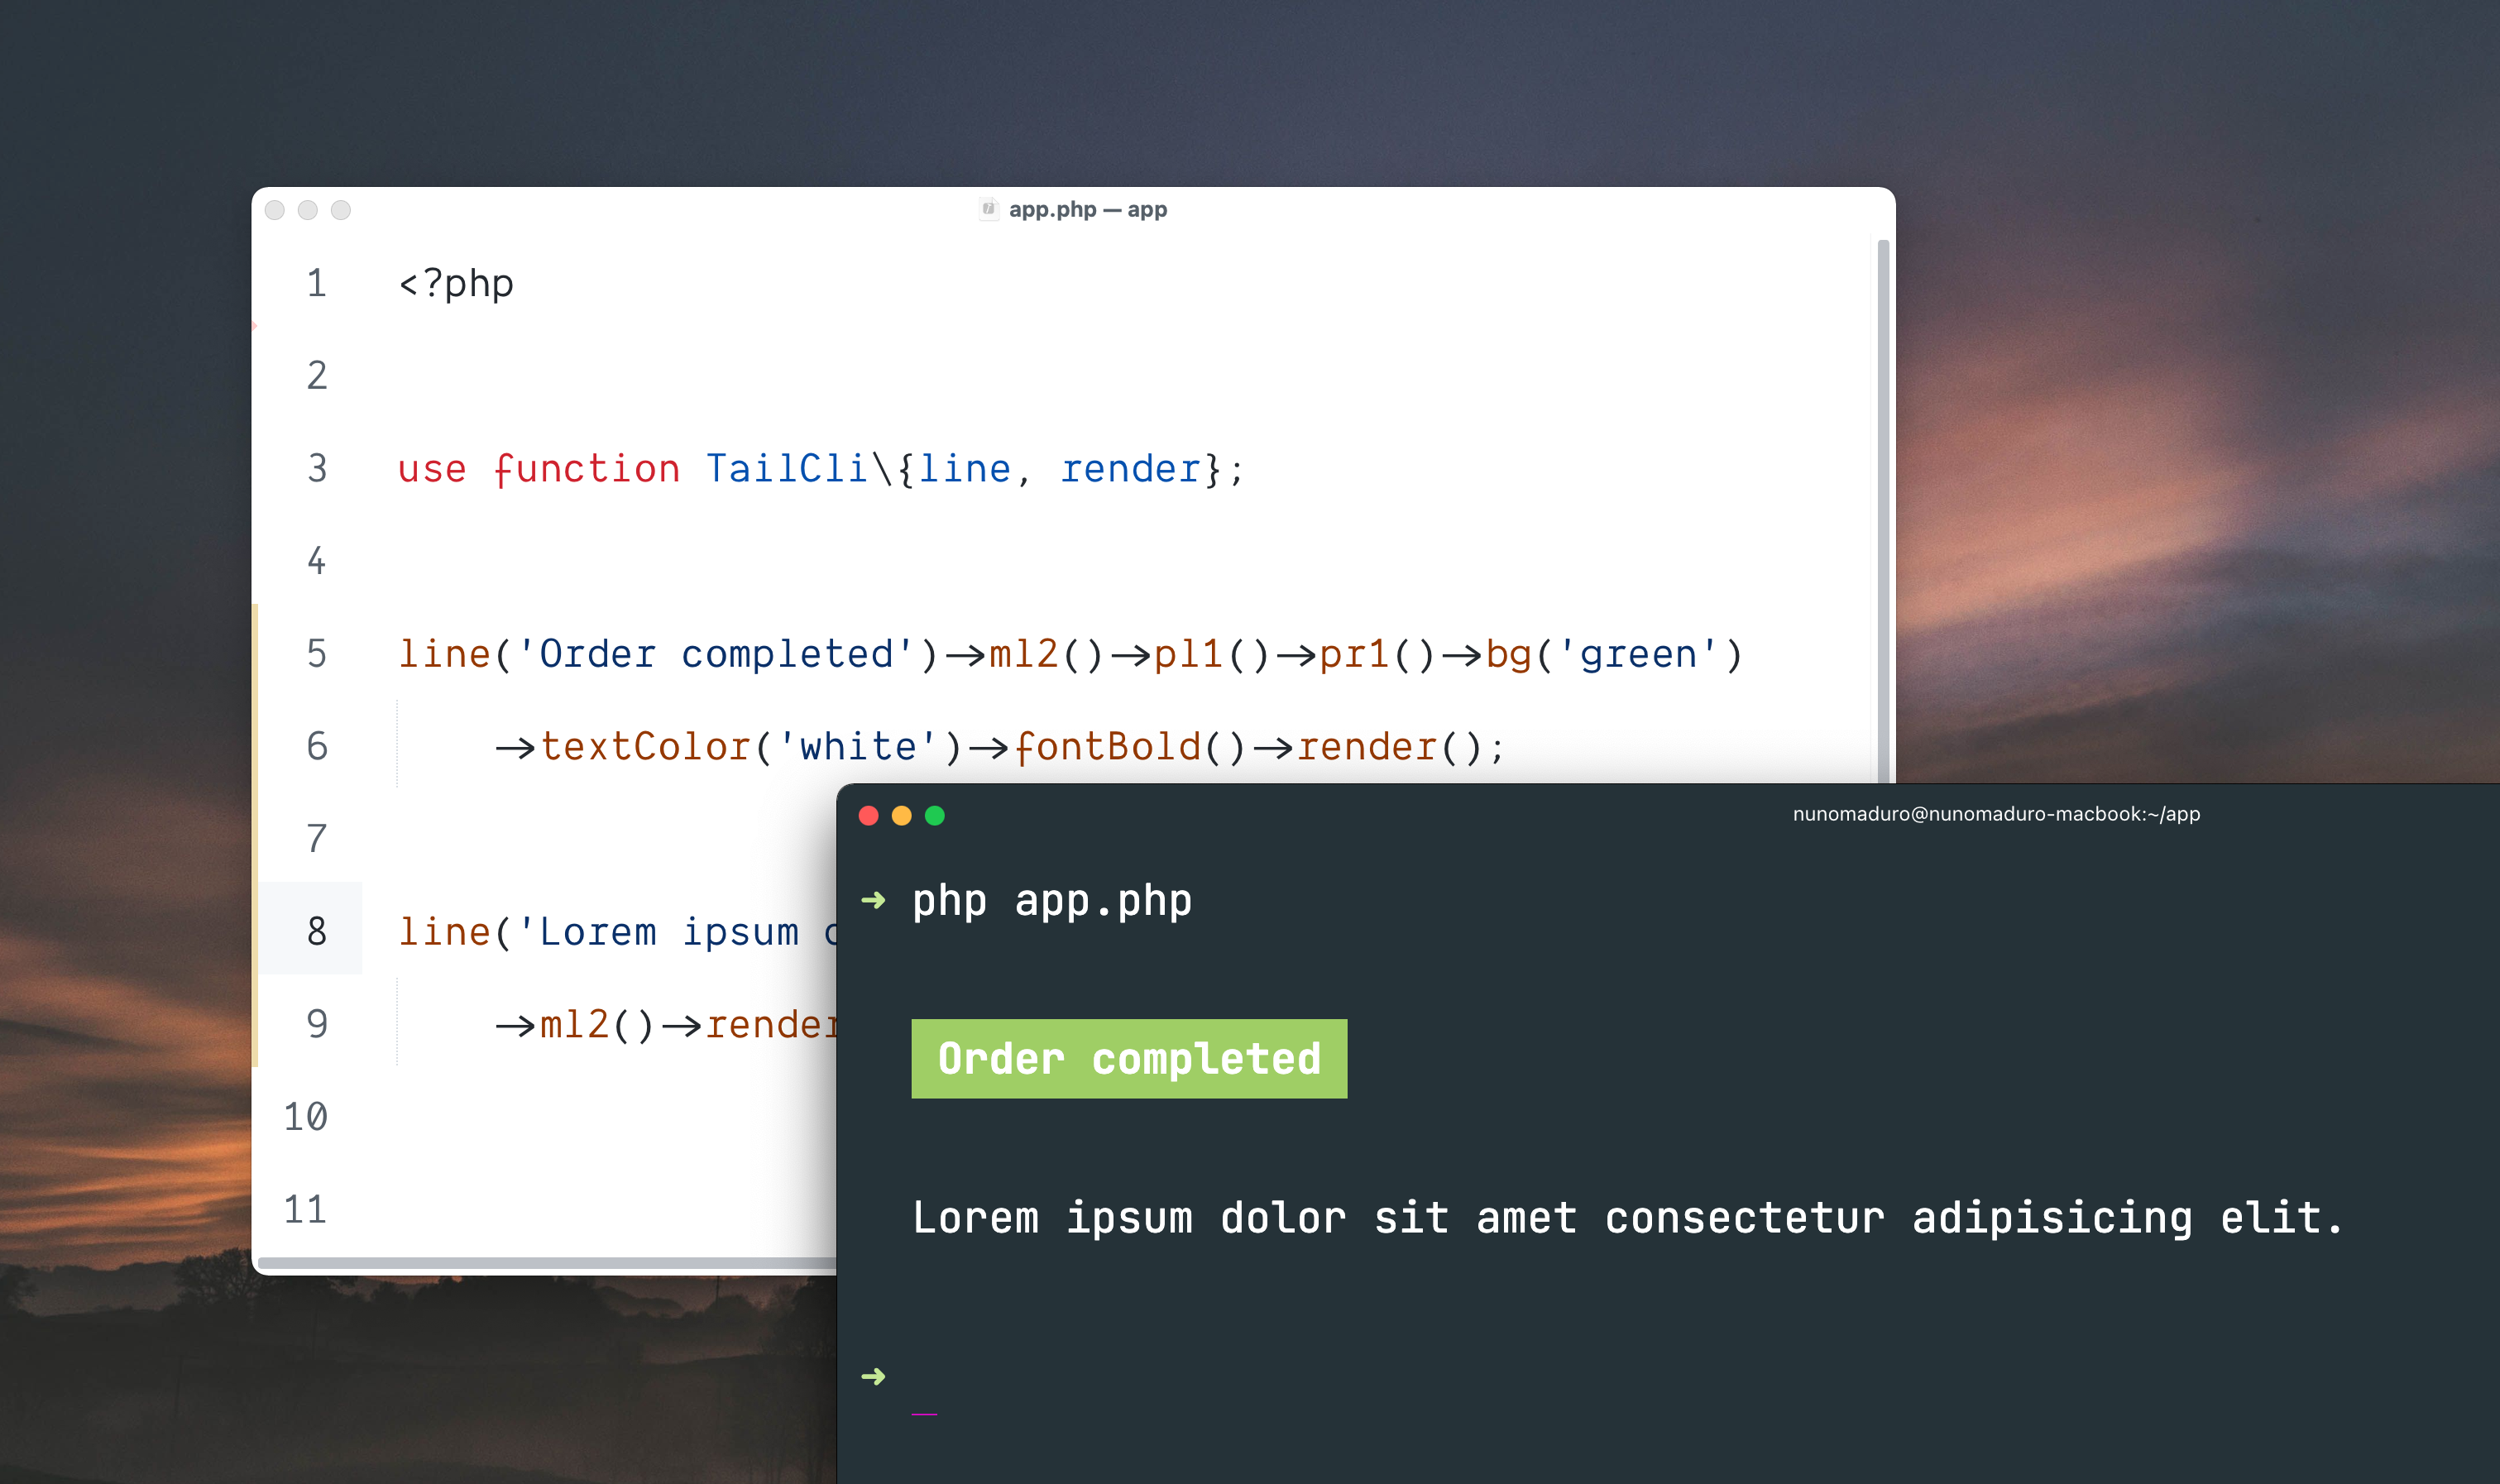 app.php — app
1 <?php
2
3 use function TailCli\{line, render};
4
5 line('Order completed')->ml2()->pl1()->pr1()->bg('green')
6 ->textColor('white')->fontBold()->render();
7
8 line('Lorem ipsum
9 ->ml2()->render
10
11
nunomaduro@nunomaduro-macbook:~/app
➜ php app.php
Order completed
Lorem ipsum dolor sit amet consectetur adipisicing elit.
➜